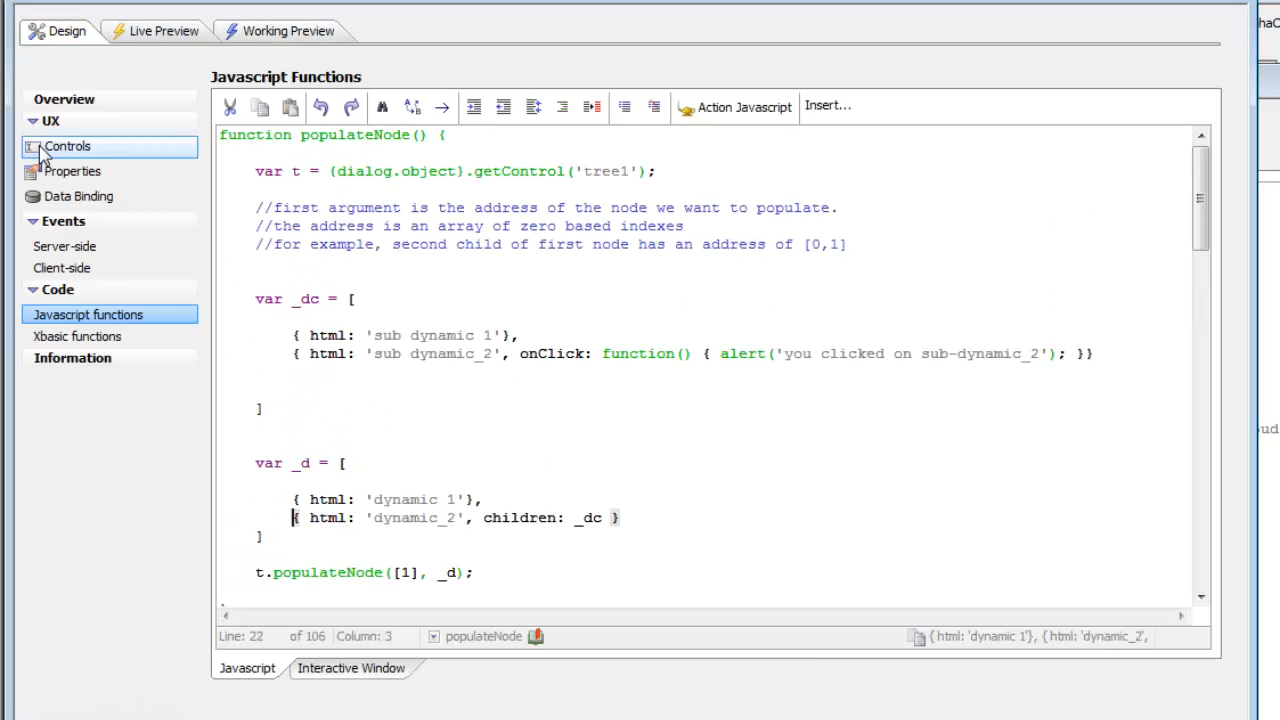 Design
Live Preview
Working Preview
haC
Overview
UX
Controls
Properties
Data Binding
Events
Server-side
Client-side
Code
Javascript functions
Xbasic functions
Information
Javascript Functions
Action Javascript
Insert...
function populateNode() {
var t = {dialog.object}.getControl('tree1');
//first argument is the address of the node we want to populate.
//the address is an array of zero based indexes
//for example, second child of first node has an address of [0,1]
var _dc = [
{ html: 'sub dynamic 1'},
{ html: 'sub dynamic_2', onClick: function() { alert('you clicked on sub-dynamic_2'); }}
]
var _d = [
{ html: 'dynamic 1'},
{ html: 'dynamic_2', children: _dc }
]
t.populateNode([1], _d);
oud
Line: 22 of 106 Column: 3 populateNode {html: 'dynamic 1'}, {html: 'dynamic_2',
Javascript
Interactive Window